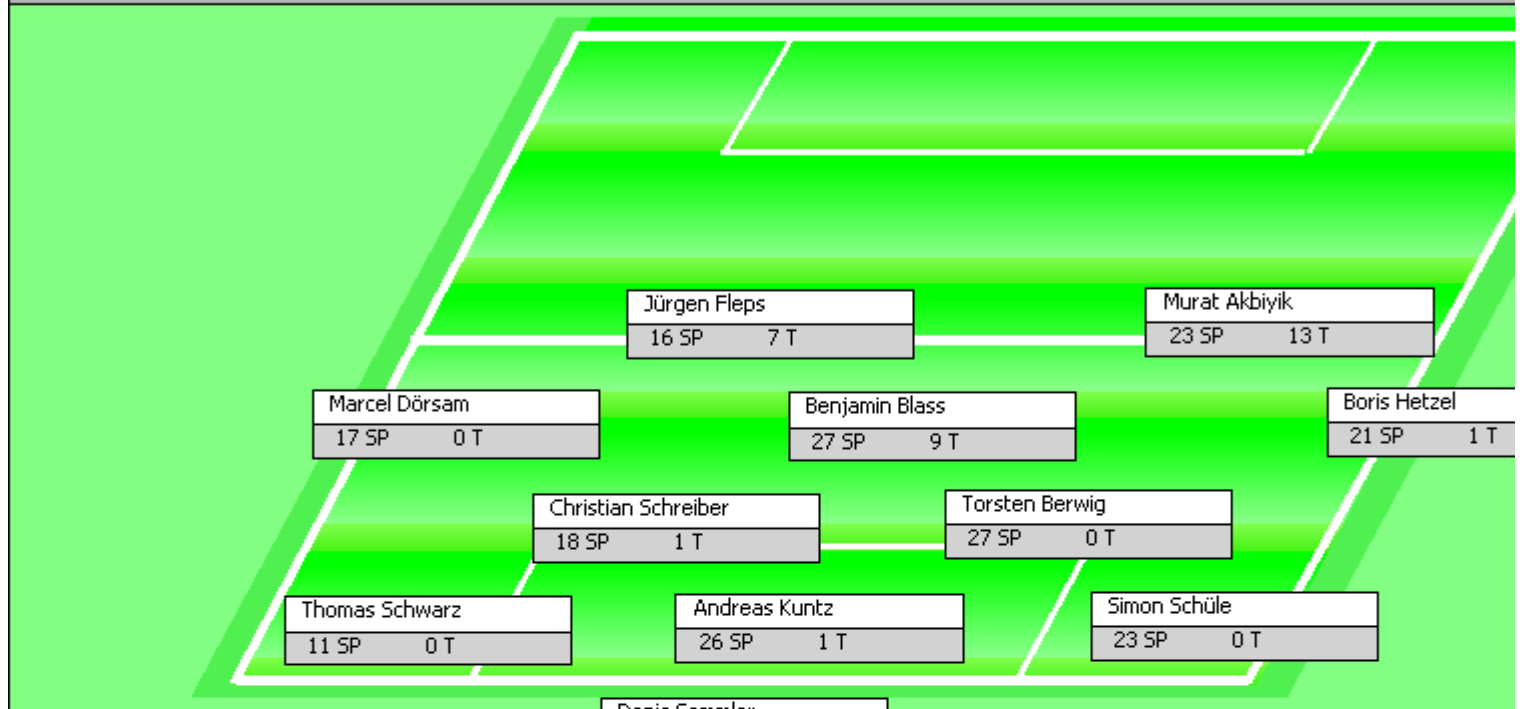 Jürgen Fleps
16 SP 7 T
Murat Akbiyik
23 SP 13 T
Marcel Dörsam
17 SP 0 T
Benjamin Blass
27 SP 9 T
Boris Hetzel
21 SP 1 T
Christian Schreiber
18 SP 1 T
Torsten Berwig
27 SP 0 T
Thomas Schwarz
11 SP 0 T
Andreas Kuntz
26 SP 1 T
Simon Schüle
23 SP 0 T